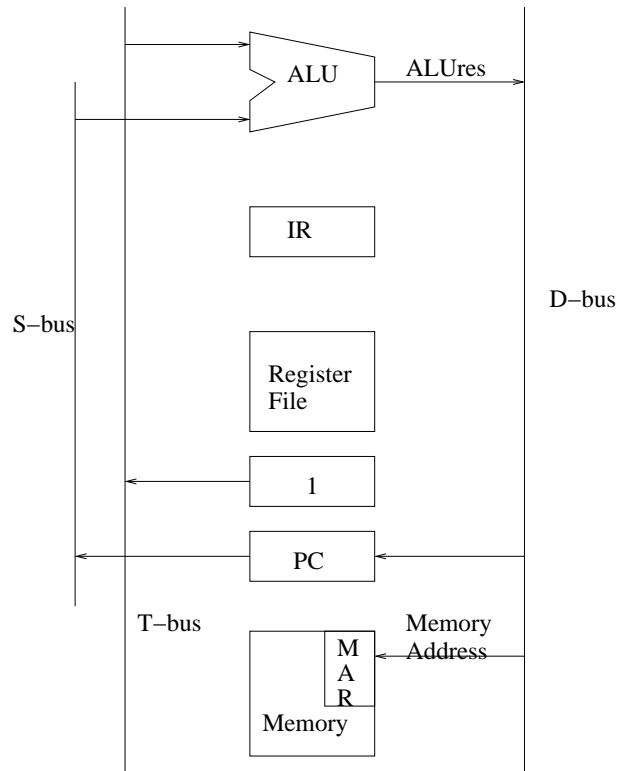 ALU
ALUres
IR
D−bus
S−bus
Register
File
1
PC
T−bus
Memory
Address
M
A
R
Memory